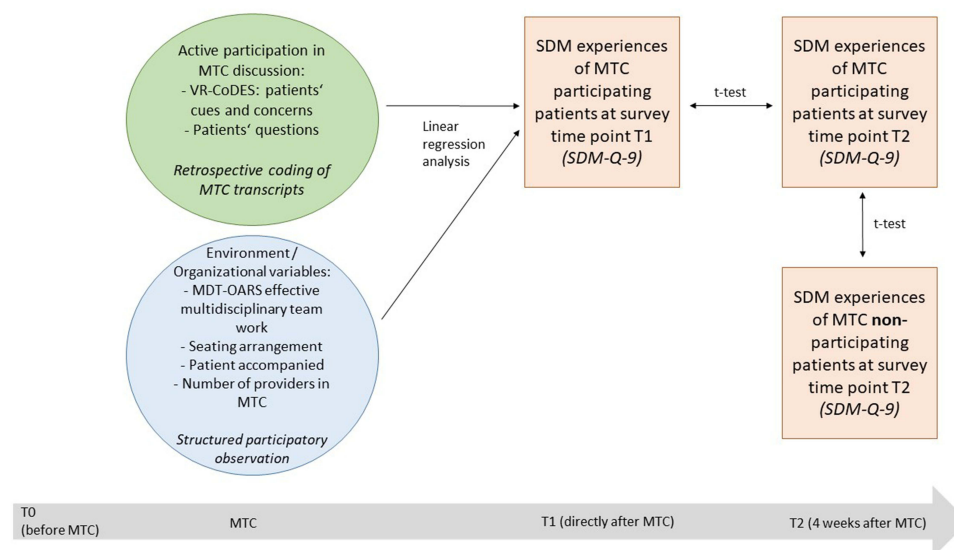 Active participation in
MTC discussion:
- VR-CoDES: patients‘
cues and concerns
- Patients‘ questions
Retrospective coding of
MTC transcripts
Linear
regression
analysis
SDM experiences
of MTC
participating
patients at survey
time point T1
(SDM-Q-9)
t-test
SDM experiences
of MTC
participating
patients at survey
time point T2
(SDM-Q-9)
t-test
Environment/
Organizational variables:
- MDT-OARS effective
multidisciplinary team
work
- Seating arrangement
- Patient accompanied
- Number of providers in
MTC
Structured participatory
observation
SDM experiences
of MTC non-
participating
patients at survey
time point T2
(SDM-Q-9)
T0
(before MTC)
MTC
T1 (directly after MTC)
T2 (4 weeks after MTC)